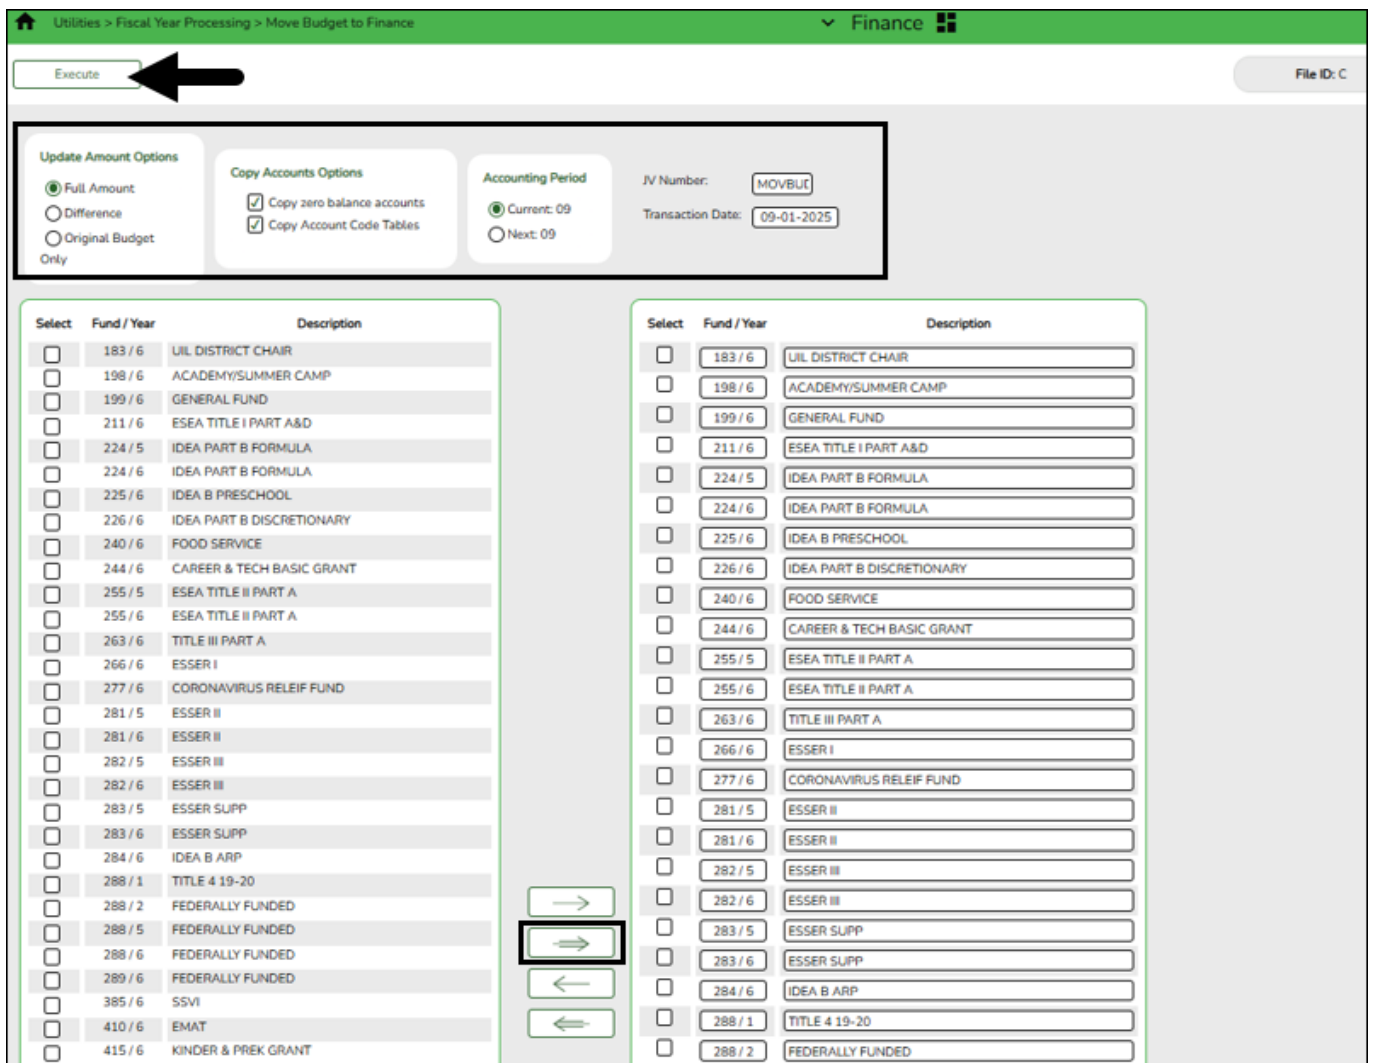 Utilities > Fiscal Year Processing > Move Budget to Finance
Finance
Execute
File ID: C
Update Amount Options
Full Amount
Difference
Original Budget
Only
Copy Accounts Options
Copy zero balance accounts
Copy Account Code Tables
Accounting Period
Current: 09
Next: 09
JV Number: MOVBUD
Transaction Date: 09-01-2025
Select Fund / Year Description
183 / 6 UIL DISTRICT CHAIR
198 / 6 ACADEMY/SUMMER CAMP
199 / 6 GENERAL FUND
211 / 6 ESEA TITLE I PART A&D
224 / 5 IDEA PART B FORMULA
224 / 6 IDEA PART B FORMULA
225 / 6 IDEA B PRESCHOOL
226 / 6 IDEA PART B DISCRETIONARY
240 / 6 FOOD SERVICE
244 / 6 CAREER & TECH BASIC GRANT
255 / 5 ESEA TITLE II PART A
255 / 6 ESEA TITLE II PART A
263 / 6 TITLE III PART A
266 / 6 ESSER I
277 / 6 CORONAVIRUS RELEIF FUND
281 / 5 ESSER II
281 / 6 ESSER II
282 / 5 ESSER III
282 / 6 ESSER III
283 / 5 ESSER SUPP
283 / 6 ESSER SUPP
284 / 6 IDEA B ARP
288 / 1 TITLE 4 19-20
288 / 2 FEDERALLY FUNDED
288 / 5 FEDERALLY FUNDED
288 / 6 FEDERALLY FUNDED
289 / 6 FEDERALLY FUNDED
385 / 6 SSVI
410 / 6 EMAT
415 / 6 KINDER & PREK GRANT
Select Fund / Year Description
183 / 6 UIL DISTRICT CHAIR
198 / 6 ACADEMY/SUMMER CAMP
199 / 6 GENERAL FUND
211 / 6 ESEA TITLE I PART A&D
224 / 5 IDEA PART B FORMULA
224 / 6 IDEA PART B FORMULA
225 / 6 IDEA B PRESCHOOL
226 / 6 IDEA PART B DISCRETIONARY
240 / 6 FOOD SERVICE
244 / 6 CAREER & TECH BASIC GRANT
255 / 5 ESEA TITLE II PART A
255 / 6 ESEA TITLE II PART A
263 / 6 TITLE III PART A
266 / 6 ESSER I
277 / 6 CORONAVIRUS RELEIF FUND
281 / 5 ESSER II
281 / 6 ESSER II
282 / 5 ESSER III
282 / 6 ESSER III
283 / 5 ESSER SUPP
283 / 6 ESSER SUPP
284 / 6 IDEA B ARP
288 / 1 TITLE 4 19-20
288 / 2 FEDERALLY FUNDED